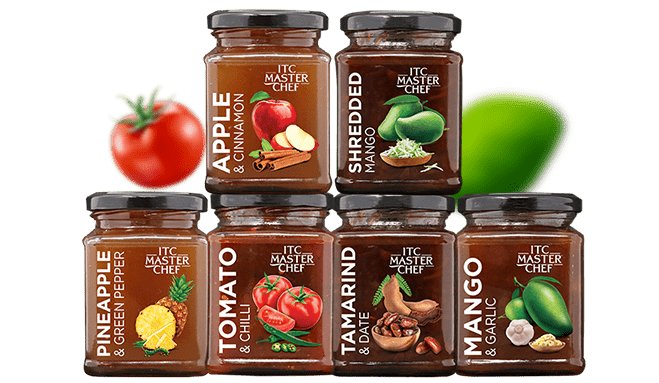 ITC
MASTER
CHEF
APPLE
& CINNAMON
ITC
MASTER
CHEF
SHREDDED
MANGO
ITC
MASTER
CHEF
PINEAPPLE
& GREEN PEPPER
ITC
MASTER
CHEF
TOMATO
& CHILLI
ITC
MASTER
CHEF
TAMARIND
& DATE
ITC
MASTER
CHEF
MANGO
& GARLIC